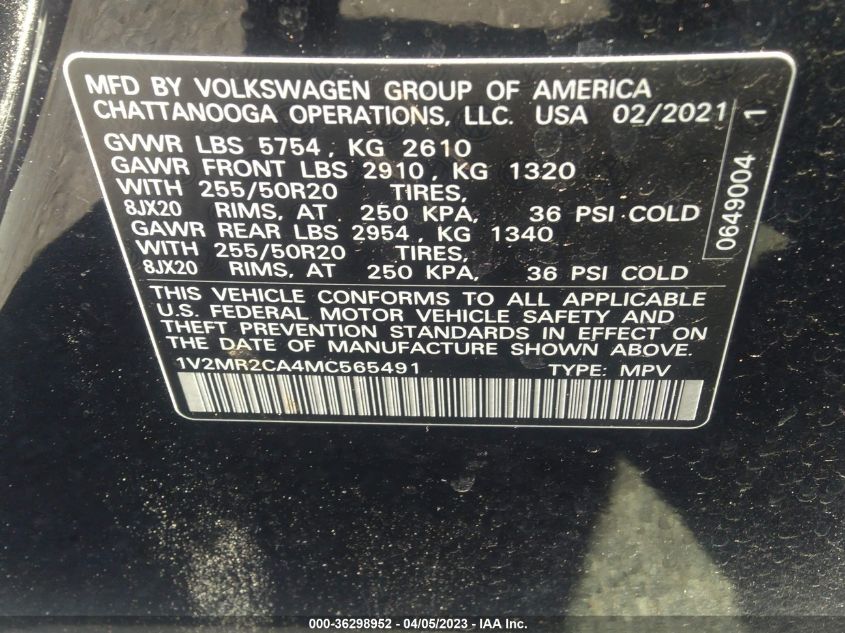 MFD BY VOLKSWAGEN GROUP OF AMERICA
CHATTANOOGA OPERATIONS, LLC. USA 02/2021
GVWR LBS 5754, KG 2610
GAWR FRONT LBS 2910, KG 1320
WITH 255/50R20 TIRES,
8JX20 RIMS, AT 250 KPA, 36 PSI COLD
GAWR REAR LBS 2954, KG 1340
WITH 255/50R20 TIRES,
8JX20 RIMS, AT 250 KPA, 36 PSI COLD
THIS VEHICLE CONFORMS TO ALL APPLICABLE
U.S. FEDERAL MOTOR VEHICLE SAFETY AND
THEFT PREVENTION STANDARDS IN EFFECT ON
THE DATE OF MANUFACTURE SHOWN ABOVE.
1V2MR2CA4MC565491 TYPE: MPV
0649004 1
000-36298952 - 04/05/2023 - IAA Inc.